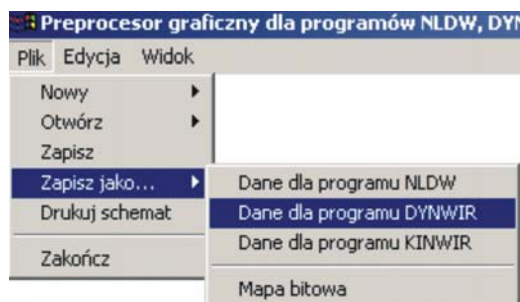 Preprocesor graficzny dla programów NLDW, DYN
Plik Edycja Widok
Nowy
Otwórz
Zapisz
Zapisz jako...
Drukuj schemat
Zakończ
Dane dla programu NLDW
Dane dla programu DYNWIR
Dane dla programu KINWIR
Mapa bitowa